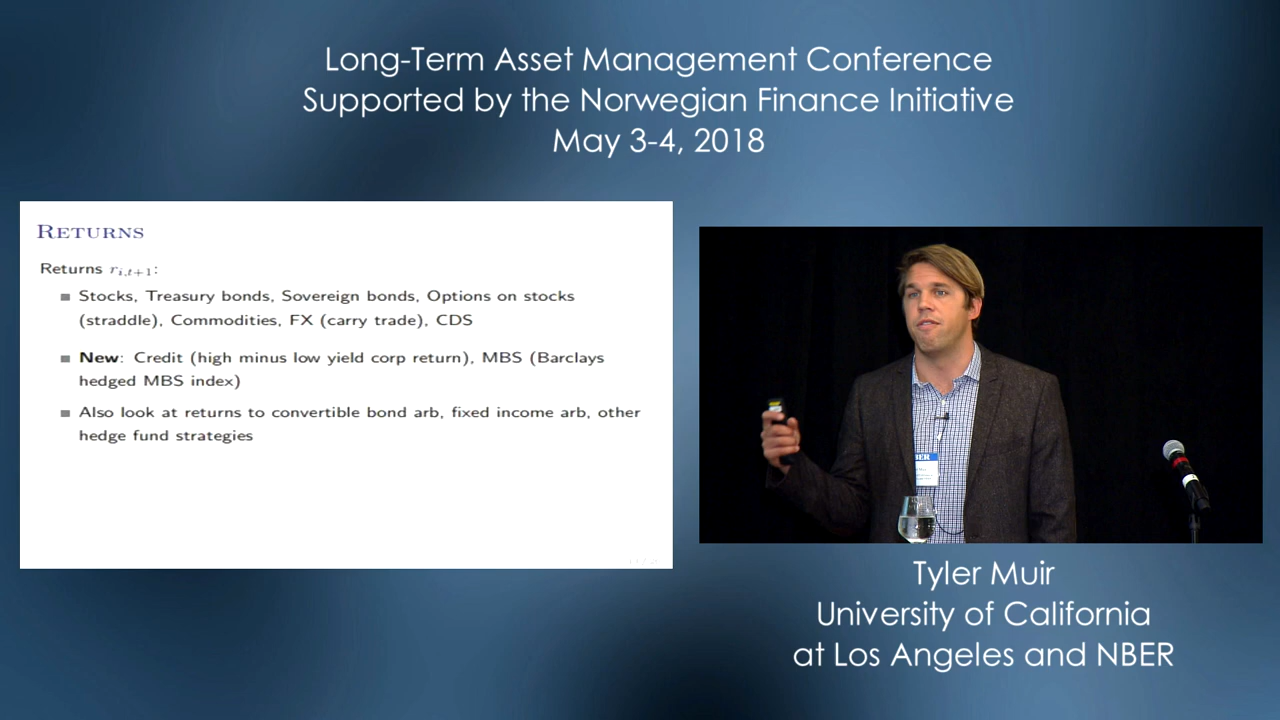 Long-Term Asset Management Conference
Supported by the Norwegian Finance Initiative
May 3-4, 2018
RETURNS
Returns r_{i,t+1}:
Stocks, Treasury bonds, Sovereign bonds, Options on stocks
(straddle), Commodities, FX (carry trade), CDS
New: Credit (high minus low yield corp return), MBS (Barclays
hedged MBS index)
Also look at returns to convertible bond arb, fixed income arb, other
hedge fund strategies
Tyler Muir
University of California
at Los Angeles and NBER